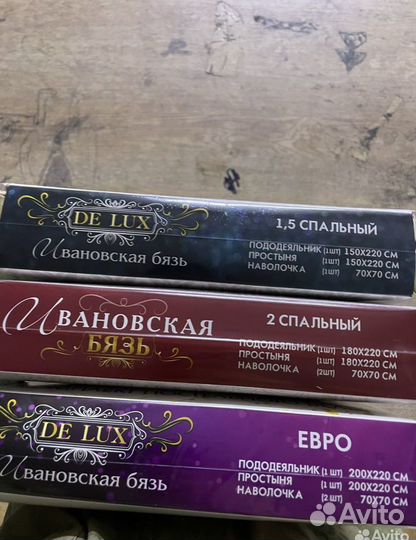 DE LUX
Ивановская бязь
1,5 СПАЛЬНЫЙ
ПОДОДЕЯЛЬНИК (1шт) 150Х220 СМ
ПРОСТЫНЯ (1шт) 150Х220 СМ
НАВОЛОЧКА (1шт) 70Х70 СМ
ИВАНОВСКАЯ
БЯЗЬ
2 СПАЛЬНЫЙ
ПОДОДЕЯЛЬНИК (1шт) 180Х220 СМ
ПРОСТЫНЯ (1шт) 180Х220 СМ
НАВОЛОЧКА (2шт) 70Х70 СМ
DE LUX
Ивановская бязь
ЕВРО
ПОДОДЕЯЛЬНИК (1 шт) 200Х220 СМ
ПРОСТЫНЯ (1 шт) 200Х220 СМ
НАВОЛОЧКА (2шт) 70Х70 СМ
Avito
Avito